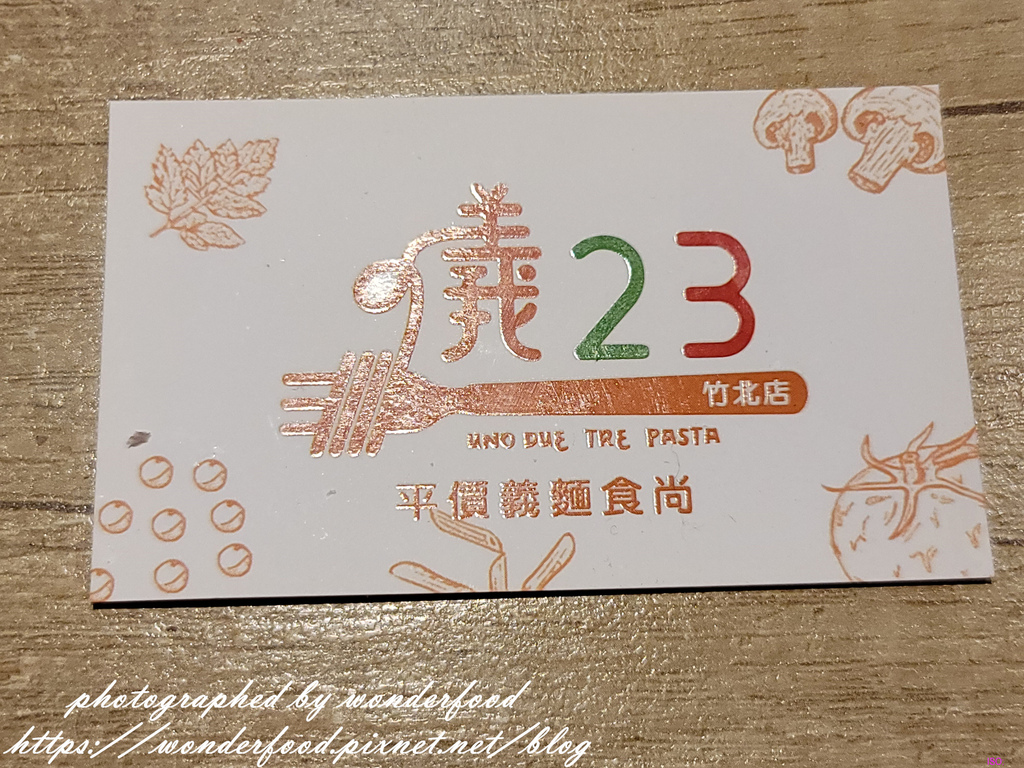 義23
竹北店
UNO DUE TRE PASTA
平價義麵食尚
photographed by wonderfood
https://wonderfood.pixnet.net/blog